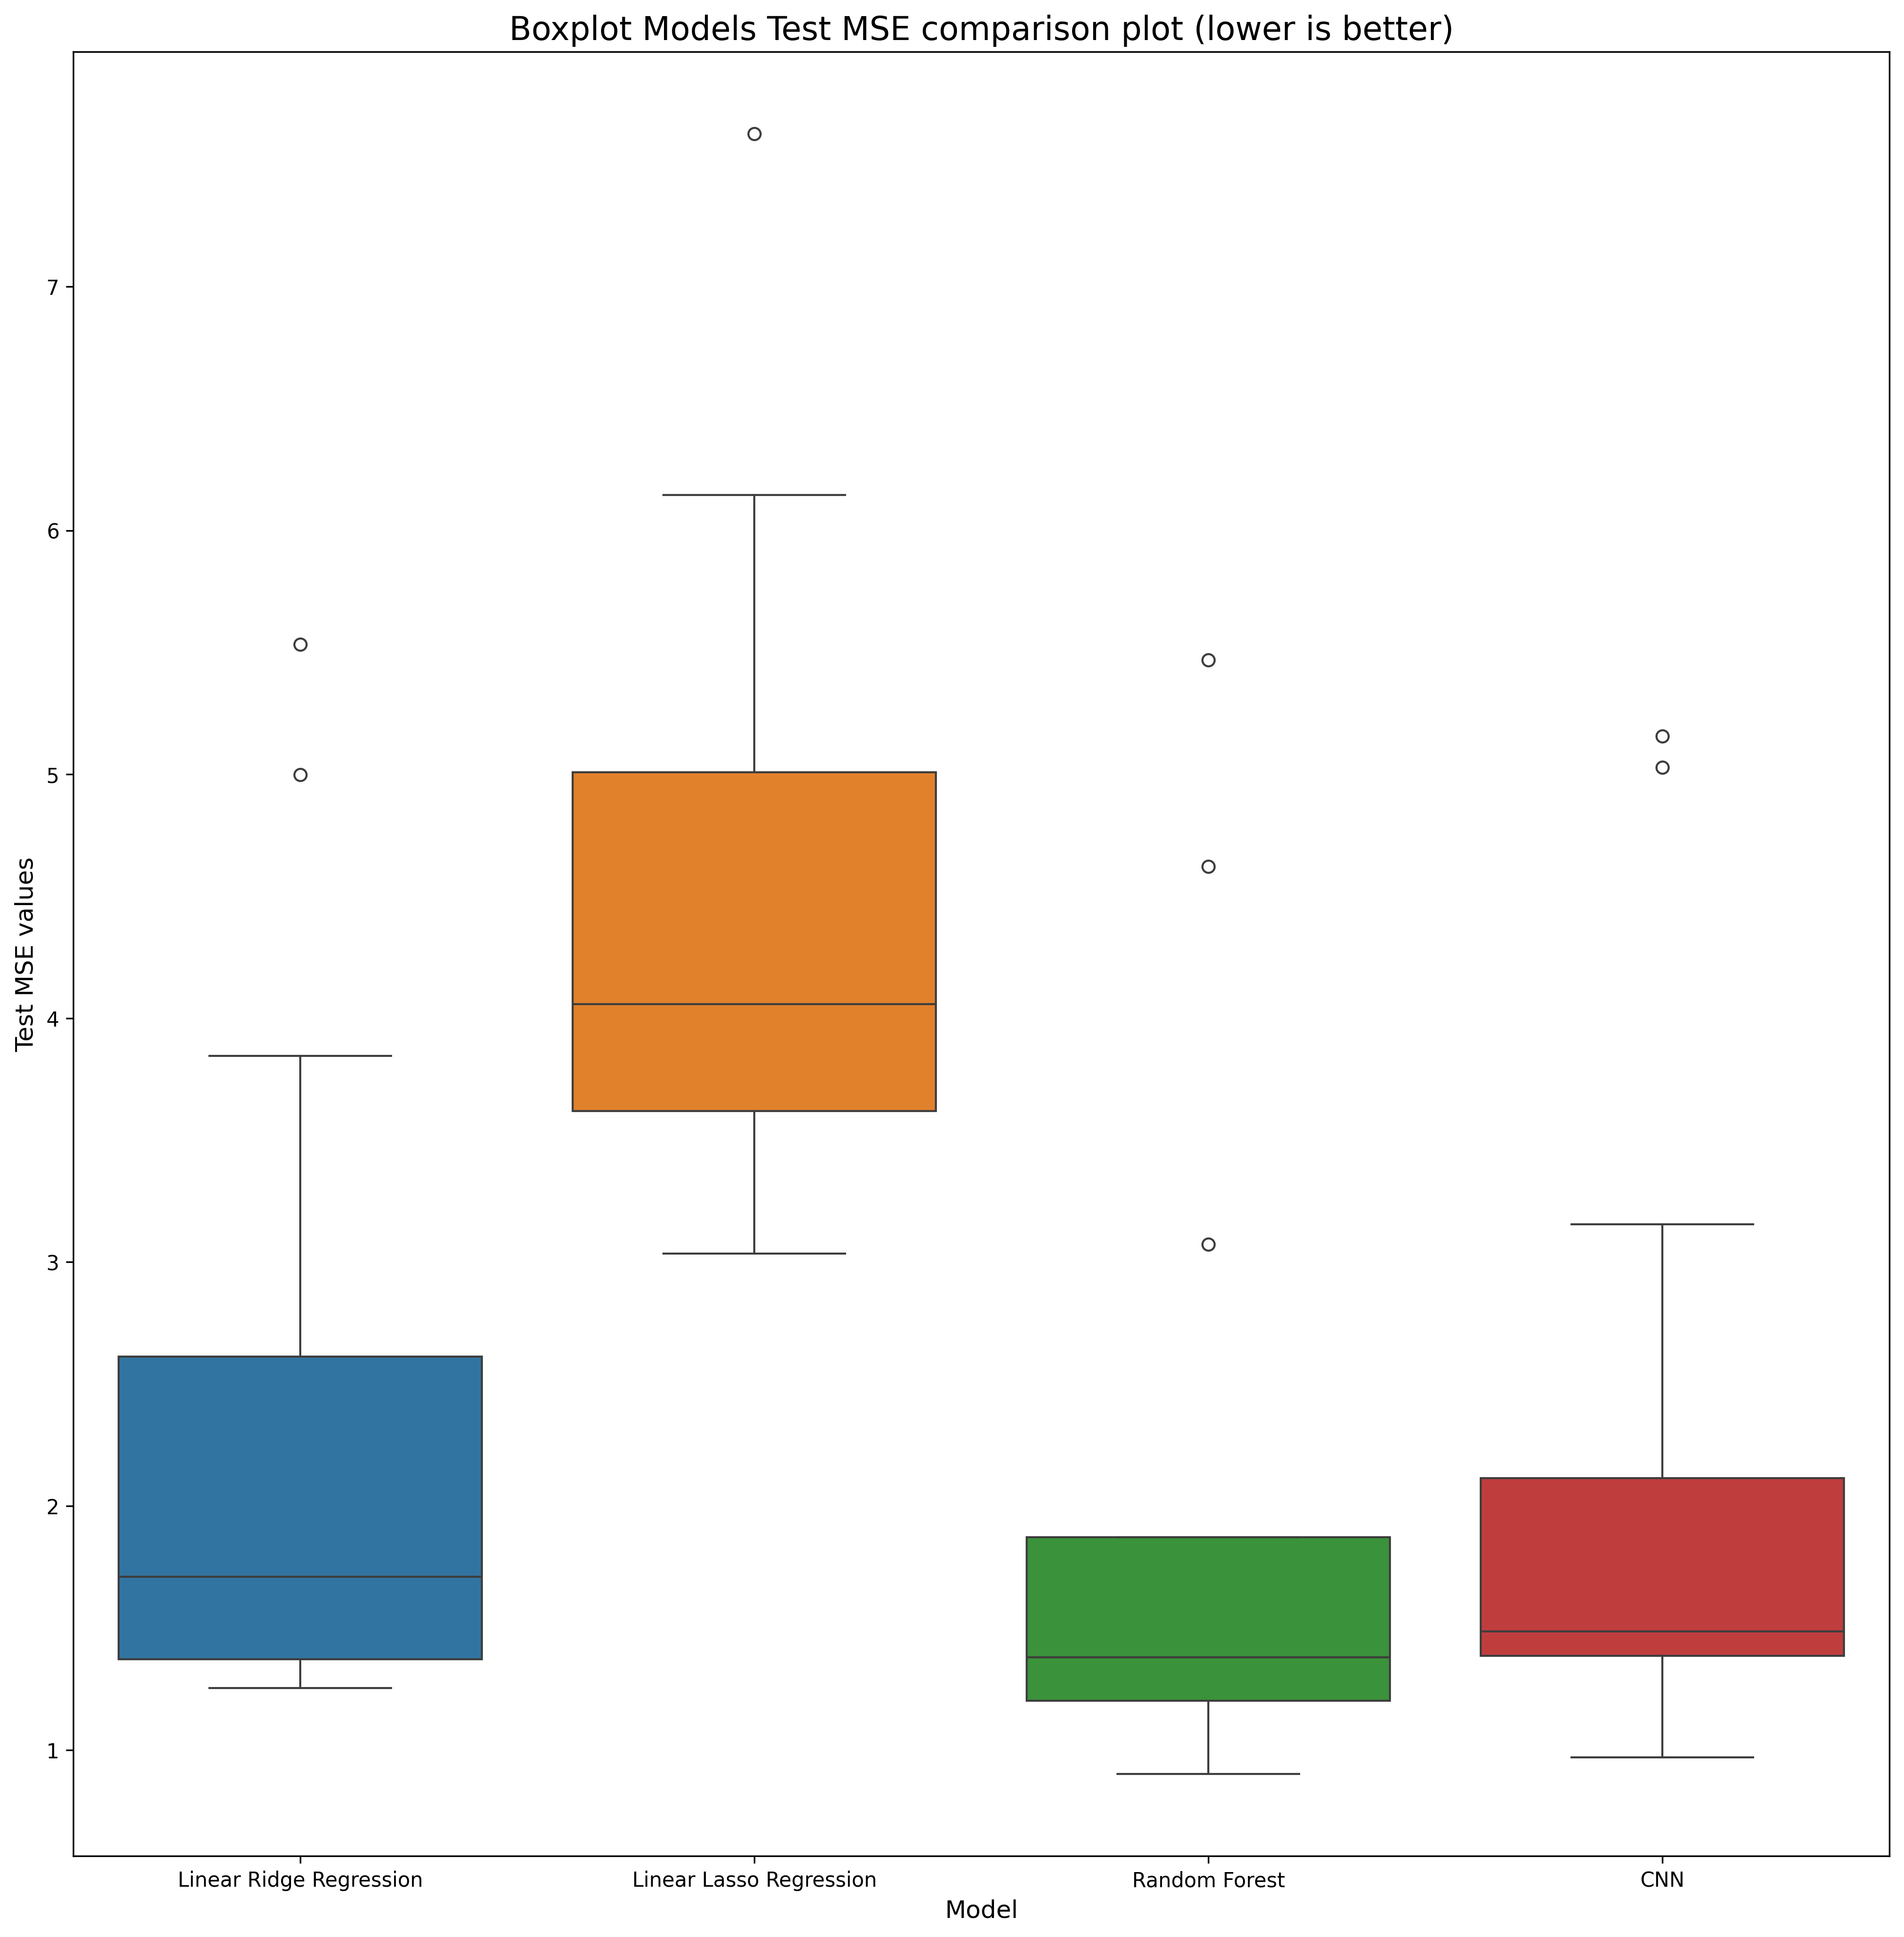 Boxplot Models Test MSE comparison plot (lower is better)
Test MSE values
7
6
5
4
3
2
1
Linear Ridge Regression
Linear Lasso Regression
Random Forest
CNN
Model